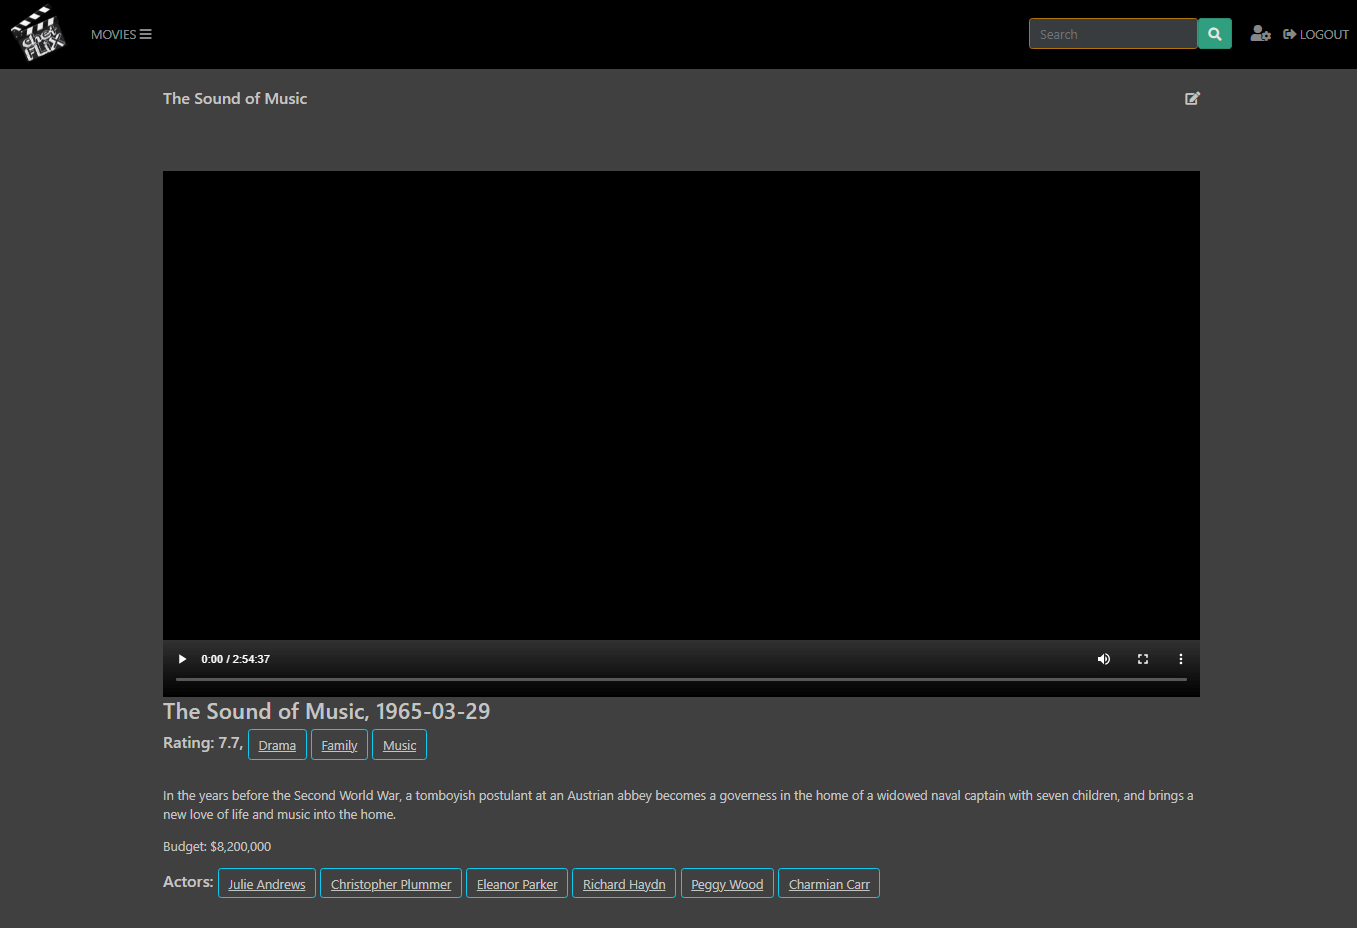 chet
FLIX
MOVIES
Search
LOGOUT
The Sound of Music
0:00 / 2:54:37
The Sound of Music, 1965-03-29
Rating: 7.7, Drama Family Music
In the years before the Second World War, a tomboyish postulant at an Austrian abbey becomes a governess in the home of a widowed naval captain with seven children, and brings a
new love of life and music into the home.
Budget: $8,200,000
Actors: Julie Andrews Christopher Plummer Eleanor Parker Richard Haydn Peggy Wood Charmian Carr